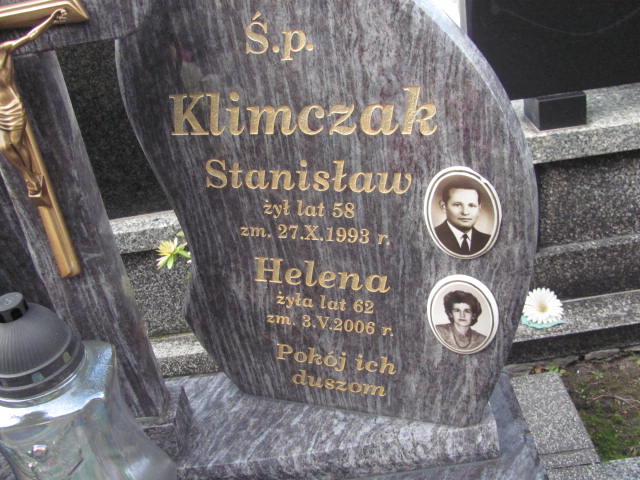 Ś.p.
Klimczak
Stanisław
żył lat 58
zm. 27.X.1993 r.
Helena
żyła lat 62
zm. 3.V.2006 r.
Pokój ich
duszom